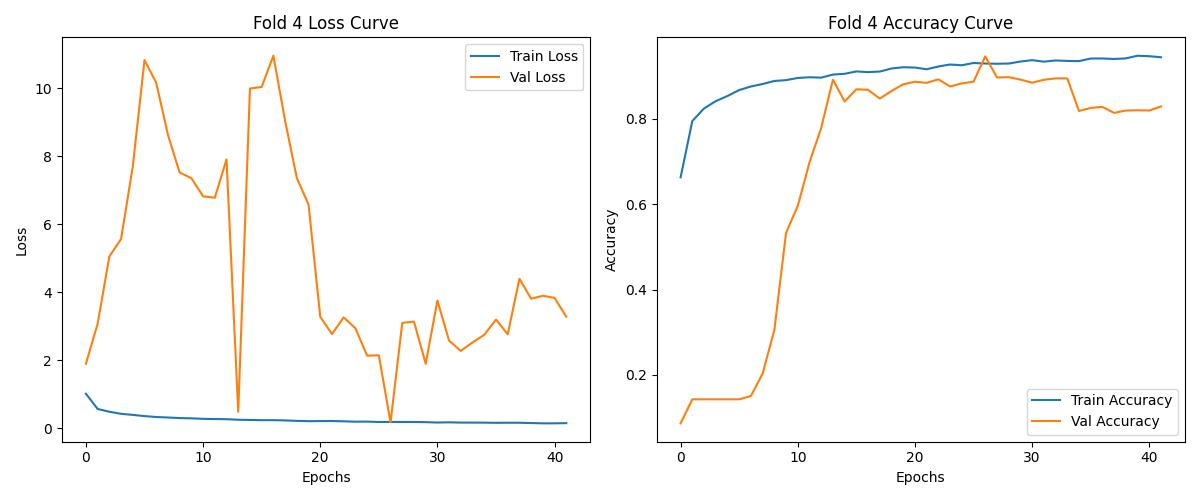 Fold 4 Loss Curve
Train Loss
Val Loss
10
8
6
4
2
0
Loss
0 10 20 30 40
Epochs
Fold 4 Accuracy Curve
0.8
0.6
0.4
0.2
Accuracy
Train Accuracy
Val Accuracy
0 10 20 30 40
Epochs